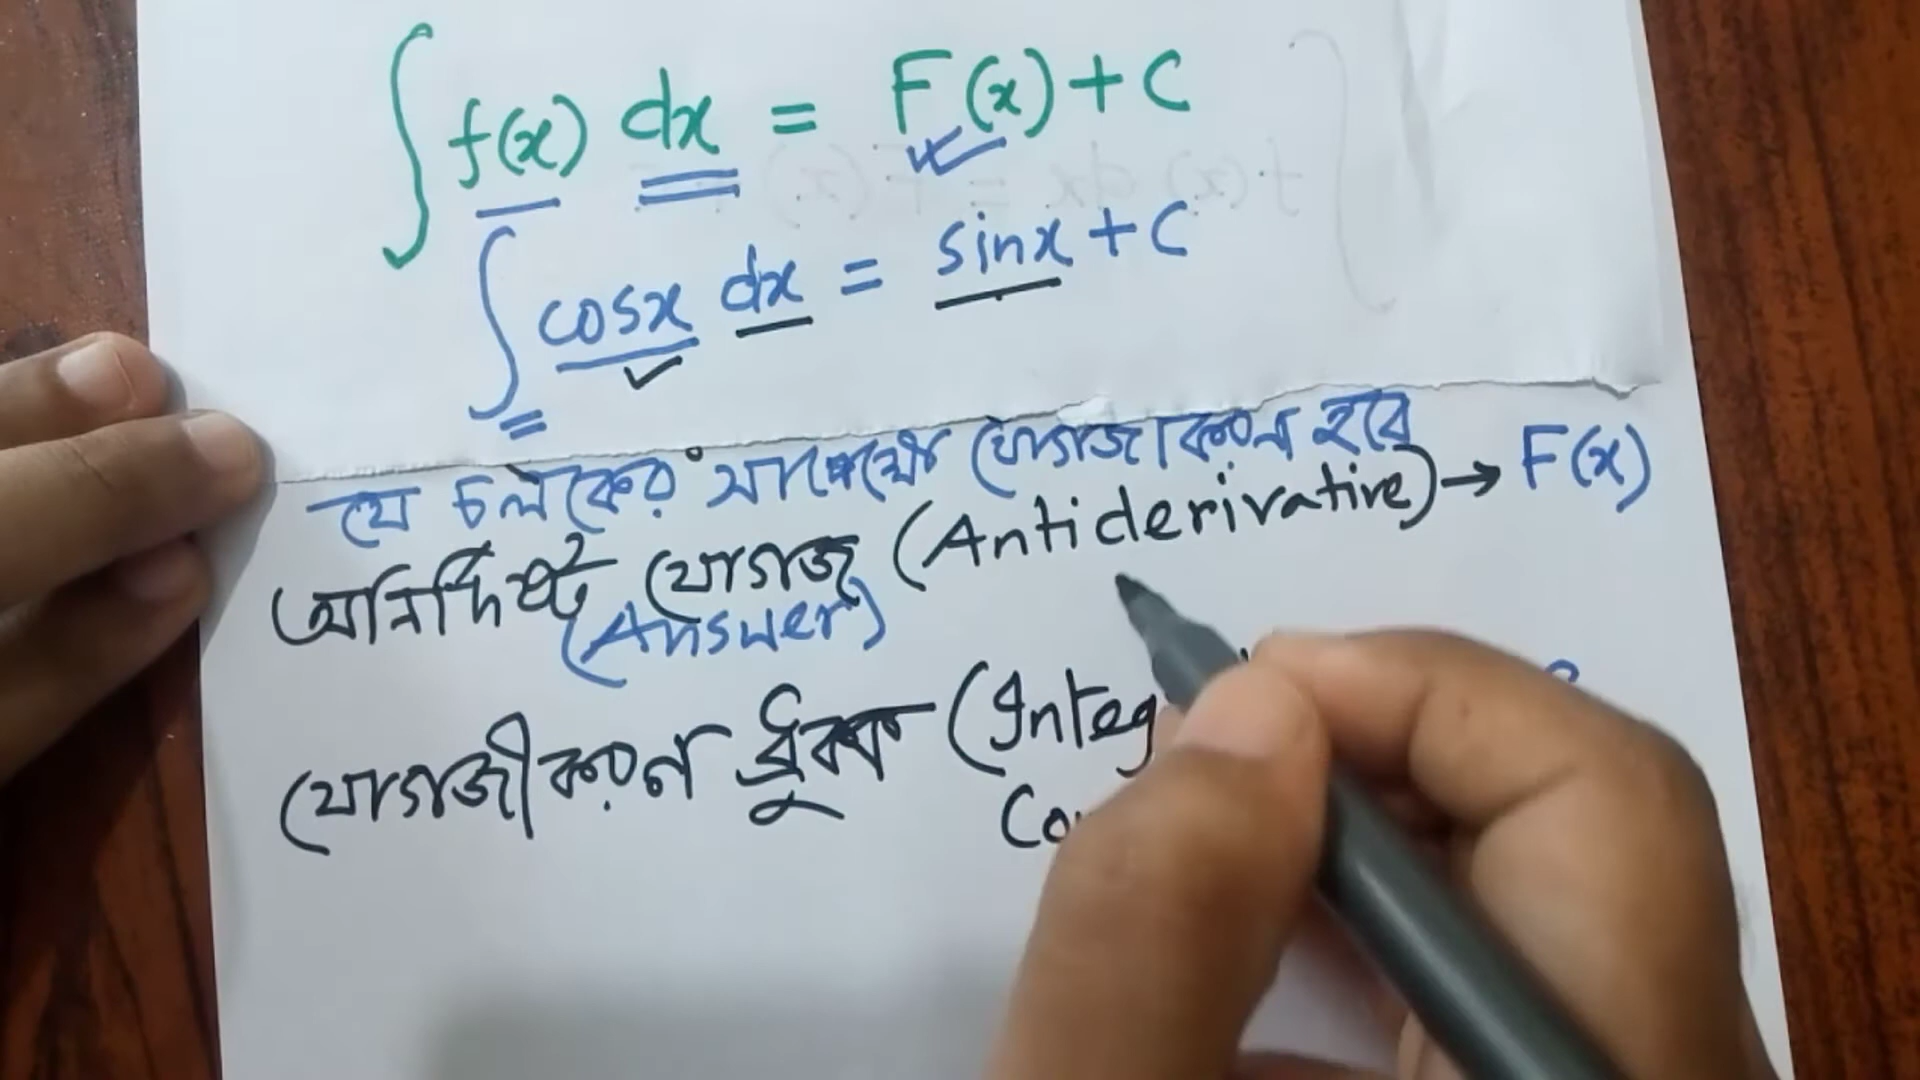 ∫ f(x) dx = F(x) + C
∫ cosx dx = sinx + C
যে চলকের সাপেক্ষে যোগজীকরণ হবে
অনির্দিষ্ট যোগজ (Antiderivative) → F(x)
(Answer)
যোগজীকরণ ধ্রুবক (Integ
Co